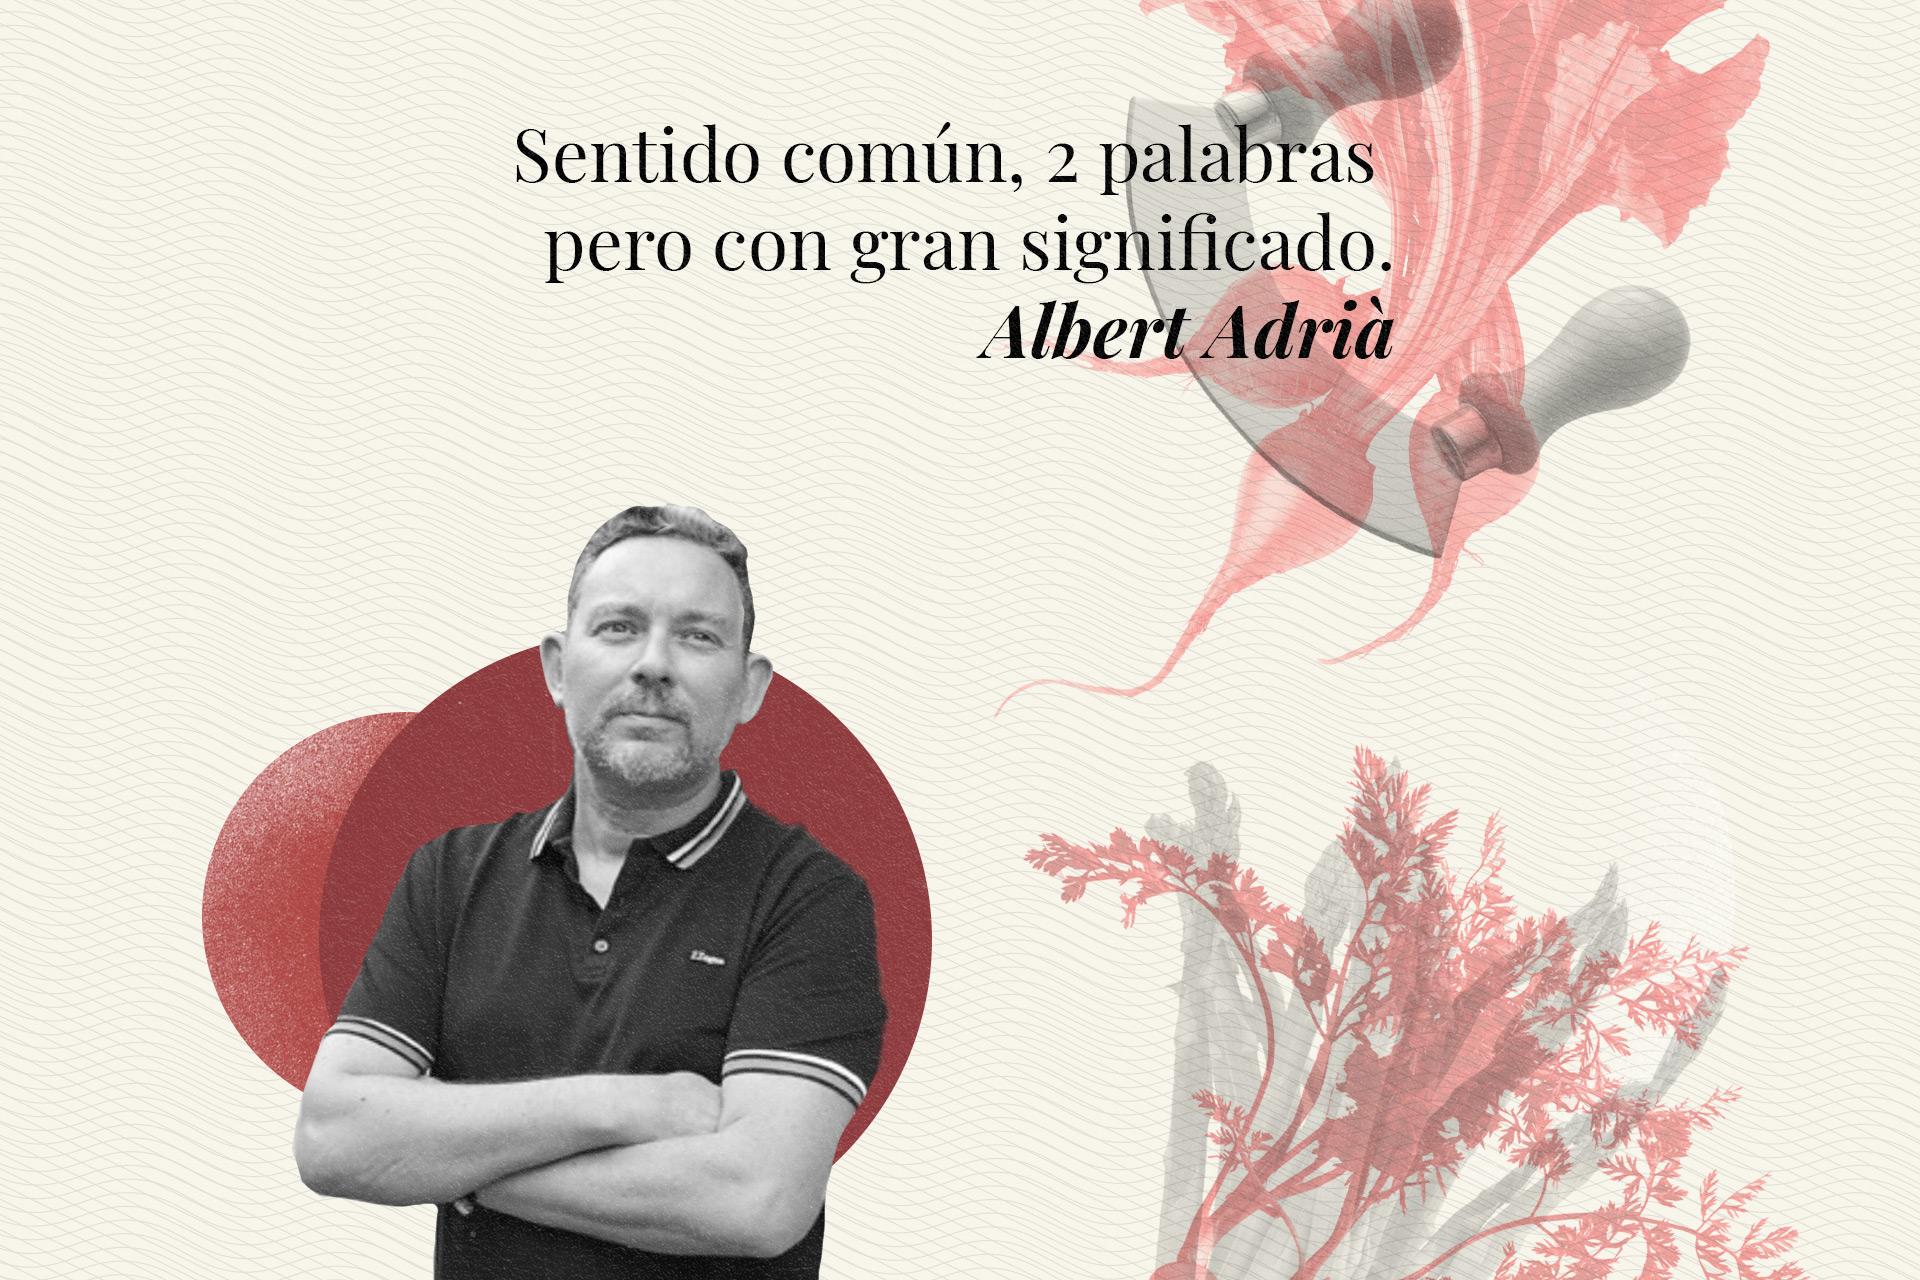 Sentido común, 2 palabras
pero con gran significado.
Albert Adrià